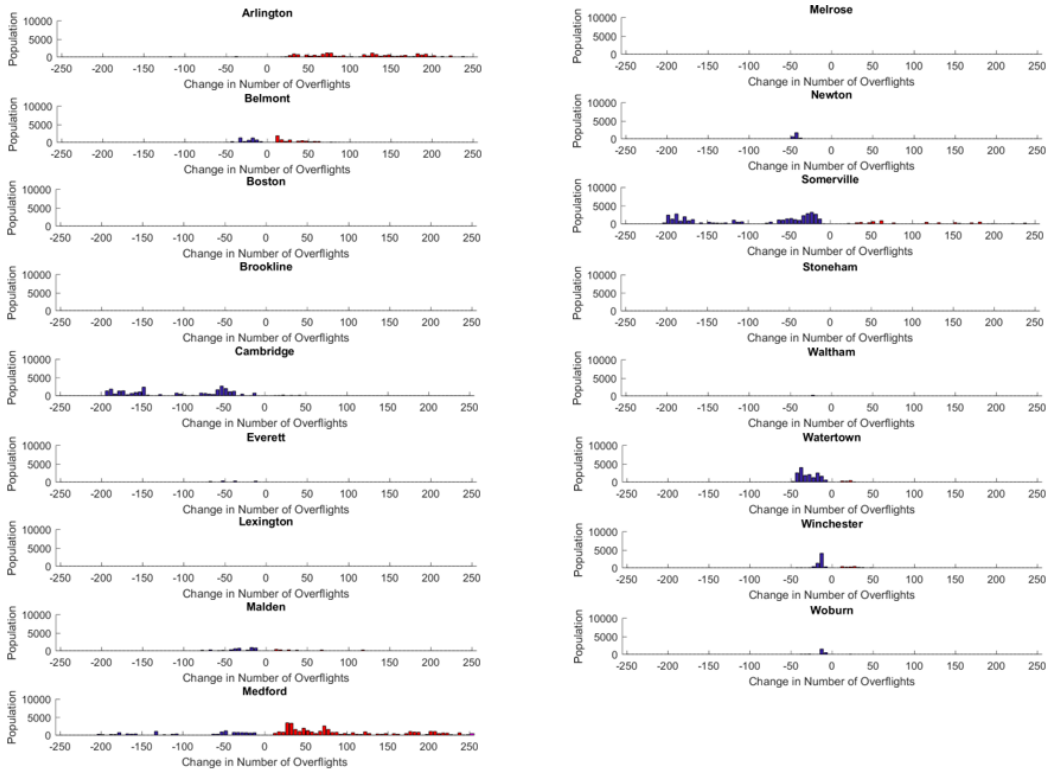 Arlington
Population
10000
5000
0
-250 -200 -150 -100 -50 0 50 100 150 200 250
Change in Number of Overflights
Belmont
Population
10000
5000
0
-250 -200 -150 -100 -50 0 50 100 150 200 250
Change in Number of Overflights
Boston
Population
10000
5000
0
-250 -200 -150 -100 -50 0 50 100 150 200 250
Change in Number of Overflights
Brookline
Population
10000
5000
0
-250 -200 -150 -100 -50 0 50 100 150 200 250
Change in Number of Overflights
Cambridge
Population
10000
5000
0
-250 -200 -150 -100 -50 0 50 100 150 200 250
Change in Number of Overflights
Everett
Population
10000
5000
0
-250 -200 -150 -100 -50 0 50 100 150 200 250
Change in Number of Overflights
Lexington
Population
10000
5000
0
-250 -200 -150 -100 -50 0 50 100 150 200 250
Change in Number of Overflights
Malden
Population
10000
5000
0
-250 -200 -150 -100 -50 0 50 100 150 200 250
Change in Number of Overflights
Medford
Population
10000
5000
0
-250 -200 -150 -100 -50 0 50 100 150 200 250
Change in Number of Overflights
Melrose
Population
10000
5000
0
-250 -200 -150 -100 -50 0 50 100 150 200 250
Change in Number of Overflights
Newton
Population
10000
5000
0
-250 -200 -150 -100 -50 0 50 100 150 200 250
Change in Number of Overflights
Somerville
Population
10000
5000
0
-250 -200 -150 -100 -50 0 50 100 150 200 250
Change in Number of Overflights
Stoneham
Population
10000
5000
0
-250 -200 -150 -100 -50 0 50 100 150 200 250
Change in Number of Overflights
Waltham
Population
10000
5000
0
-250 -200 -150 -100 -50 0 50 100 150 200 250
Change in Number of Overflights
Watertown
Population
10000
5000
0
-250 -200 -150 -100 -50 0 50 100 150 200 250
Change in Number of Overflights
Winchester
Population
10000
5000
0
-250 -200 -150 -100 -50 0 50 100 150 200 250
Change in Number of Overflights
Woburn
Population
10000
5000
0
-250 -200 -150 -100 -50 0 50 100 150 200 250
Change in Number of Overflights